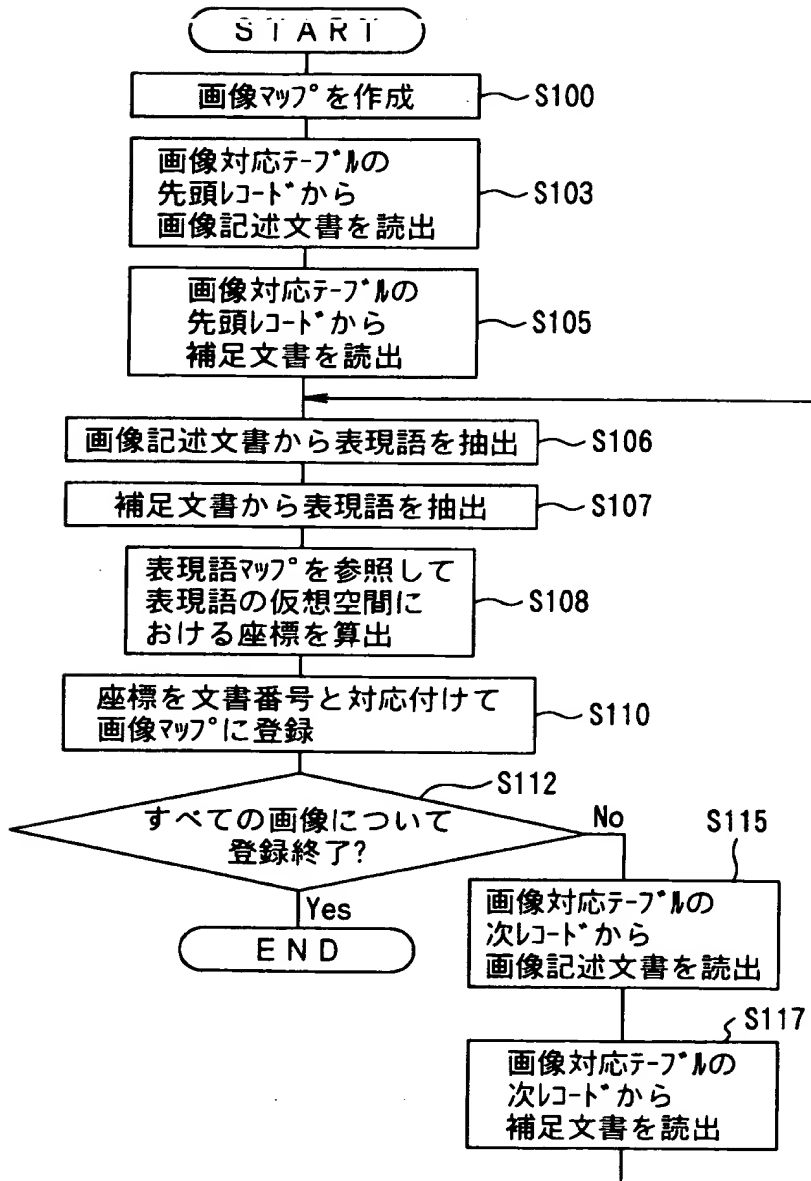 START
画像ﾏｯﾌﾟを作成
S100
画像対応ﾃｰﾌﾞﾙの
先頭ﾚｺｰﾄﾞから
画像記述文書を読出
S103
画像対応ﾃｰﾌﾞﾙの
先頭ﾚｺｰﾄﾞから
補足文書を読出
S105
画像記述文書から表現語を抽出
S106
補足文書から表現語を抽出
S107
表現語ﾏｯﾌﾟを参照して
表現語の仮想空間に
おける座標を算出
S108
座標を文書番号と対応付けて
画像ﾏｯﾌﾟに登録
S110
S112
すべての画像について
登録終了?
No
Yes
END
S115
画像対応ﾃｰﾌﾞﾙの
次ﾚｺｰﾄﾞから
画像記述文書を読出
S117
画像対応ﾃｰﾌﾞﾙの
次ﾚｺｰﾄﾞから
補足文書を読出